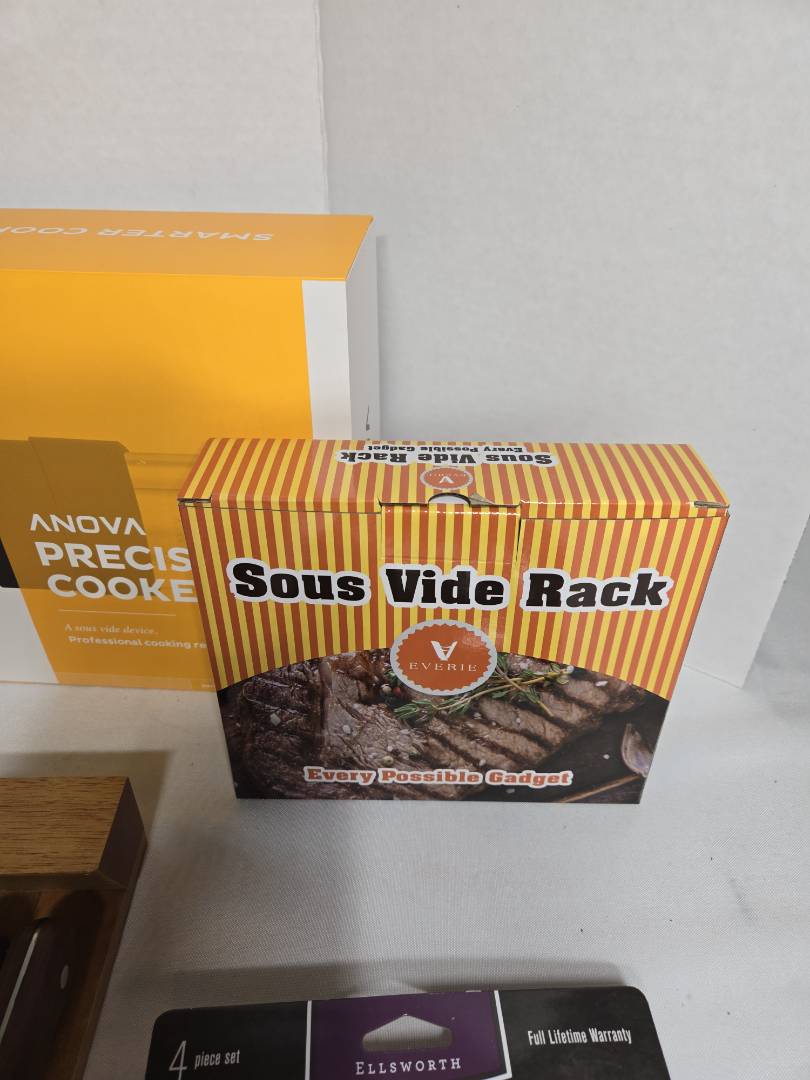 SMARTER
ANOVA
PRECIS
COOKE
A sous vide device.
Professional cooking re
Sous Vide Rack
Every Possible Gadget
EVERIE
Sous Vide Rack
EVERIE
Every Possible Gadget
4 piece set
ELLSWORTH
Full Lifetime Warranty